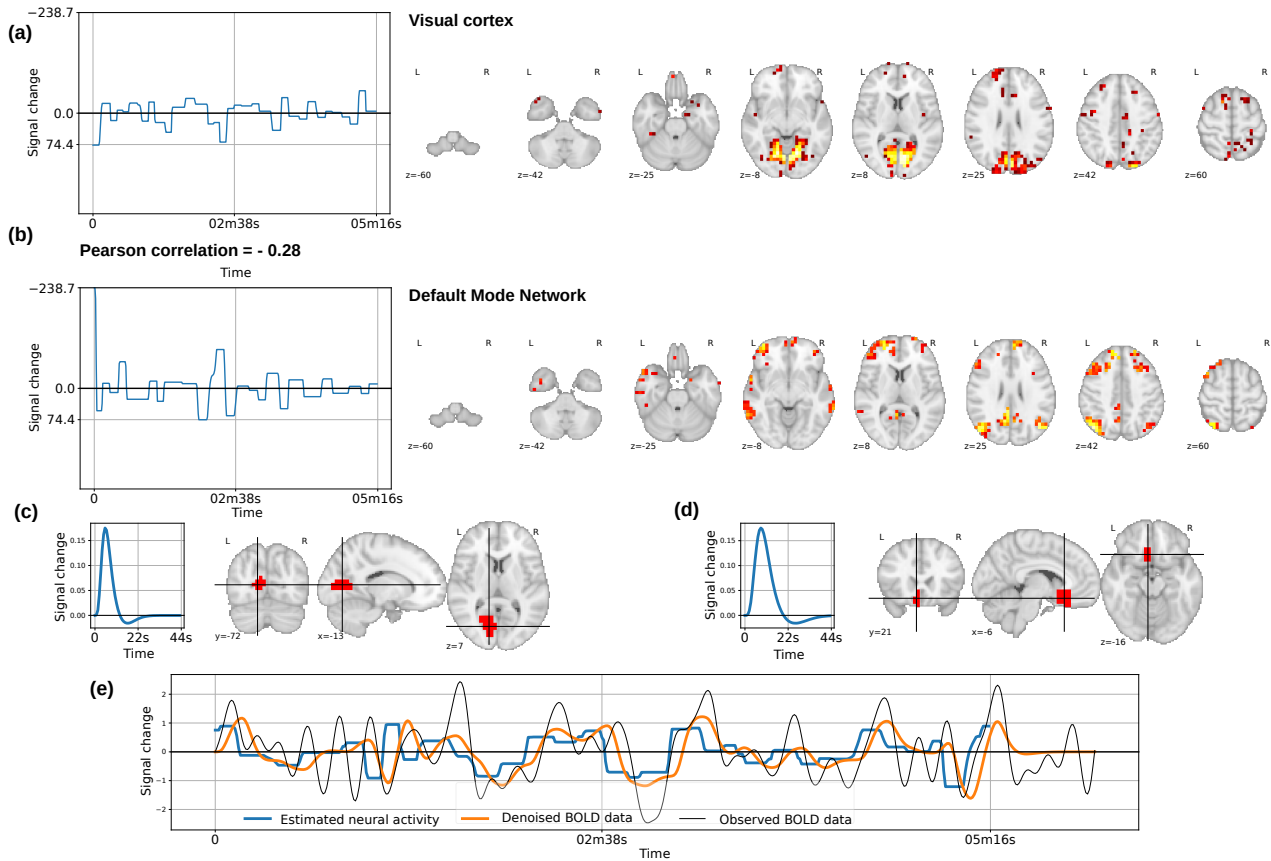 (a)
Visual cortex
−238.7
0.0
74.4
Signal change
0
02m38s
05m16s
L R
L R
L R
L R
L R
L R
L R
L R
z=-60
z=-42
z=-25
z=-8
z=8
z=25
z=42
z=60
(b)
Pearson correlation = - 0.28
Time
Default Mode Network
−238.7
0.0
74.4
Signal change
0
02m38s
05m16s
Time
L R
L R
L R
L R
L R
L R
L R
L R
z=-60
z=-42
z=-25
z=-8
z=8
z=25
z=42
z=60
(c)
Signal change
0.15
0.10
0.05
0.00
0
22s
44s
Time
L R
L R
y=-72
x=-13
z=7
(d)
Signal change
0.15
0.10
0.05
0.00
0
22s
44s
Time
L R
L R
y=21
x=-6
z=-16
(e)
Signal change
2
1
0
−1
−2
Estimated neural activity
Denoised BOLD data
Observed BOLD data
0
02m38s
05m16s
Time